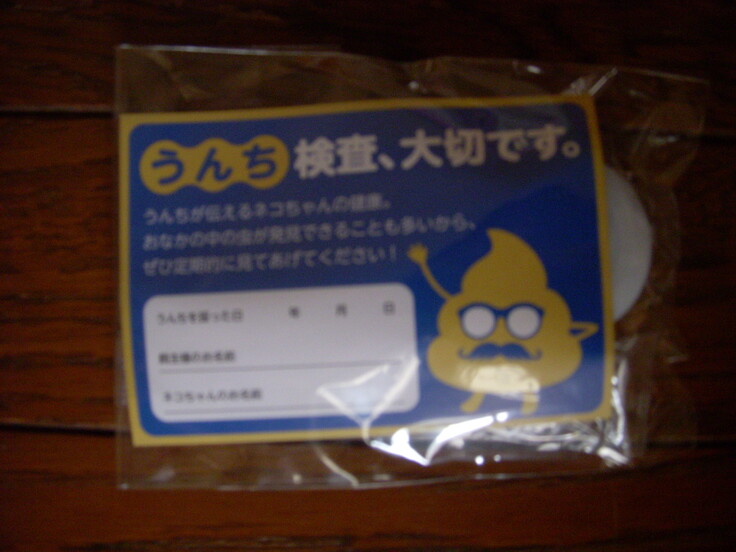 うんち検査、大切です。
うんちが伝えるネコちゃんの健康。
おなかの中の虫が発見できることも多いから、
ぜひ定期的に見てあげてください！
うんちを採った日 年 月 日
飼主様のお名前
ネコちゃんのお名前